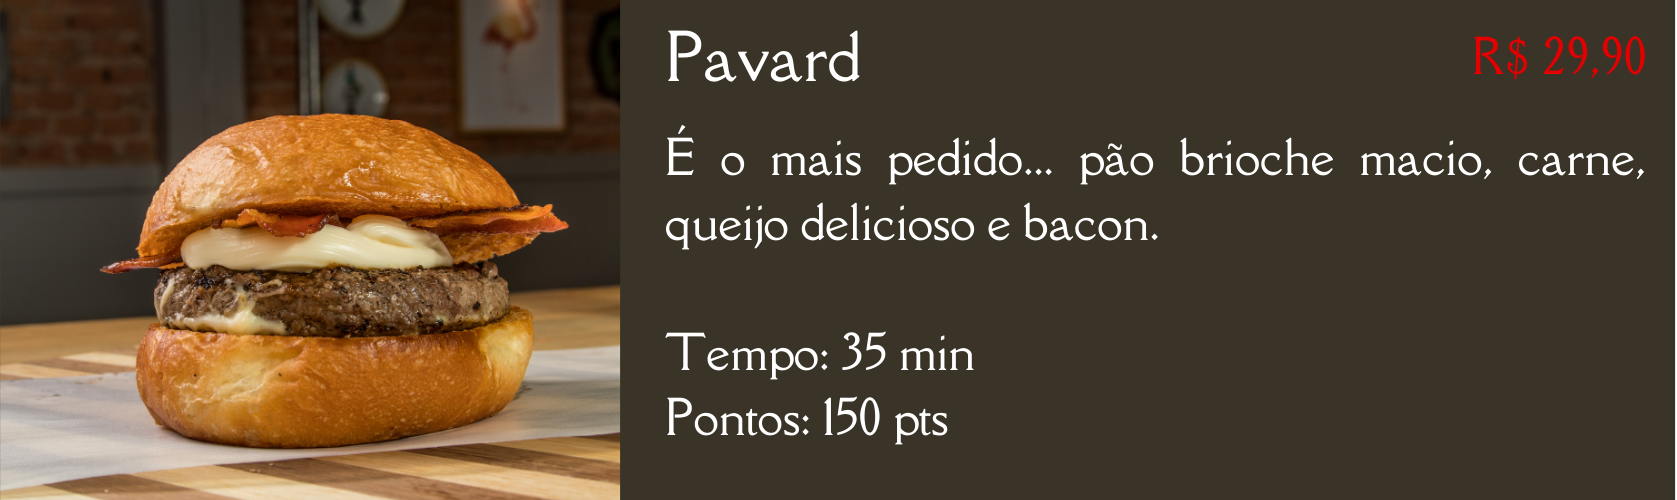 Pavard
R$ 29,90
É o mais pedido... pão brioche macio, carne,
queijo delicioso e bacon.
Tempo: 35 min
Pontos: 150 pts